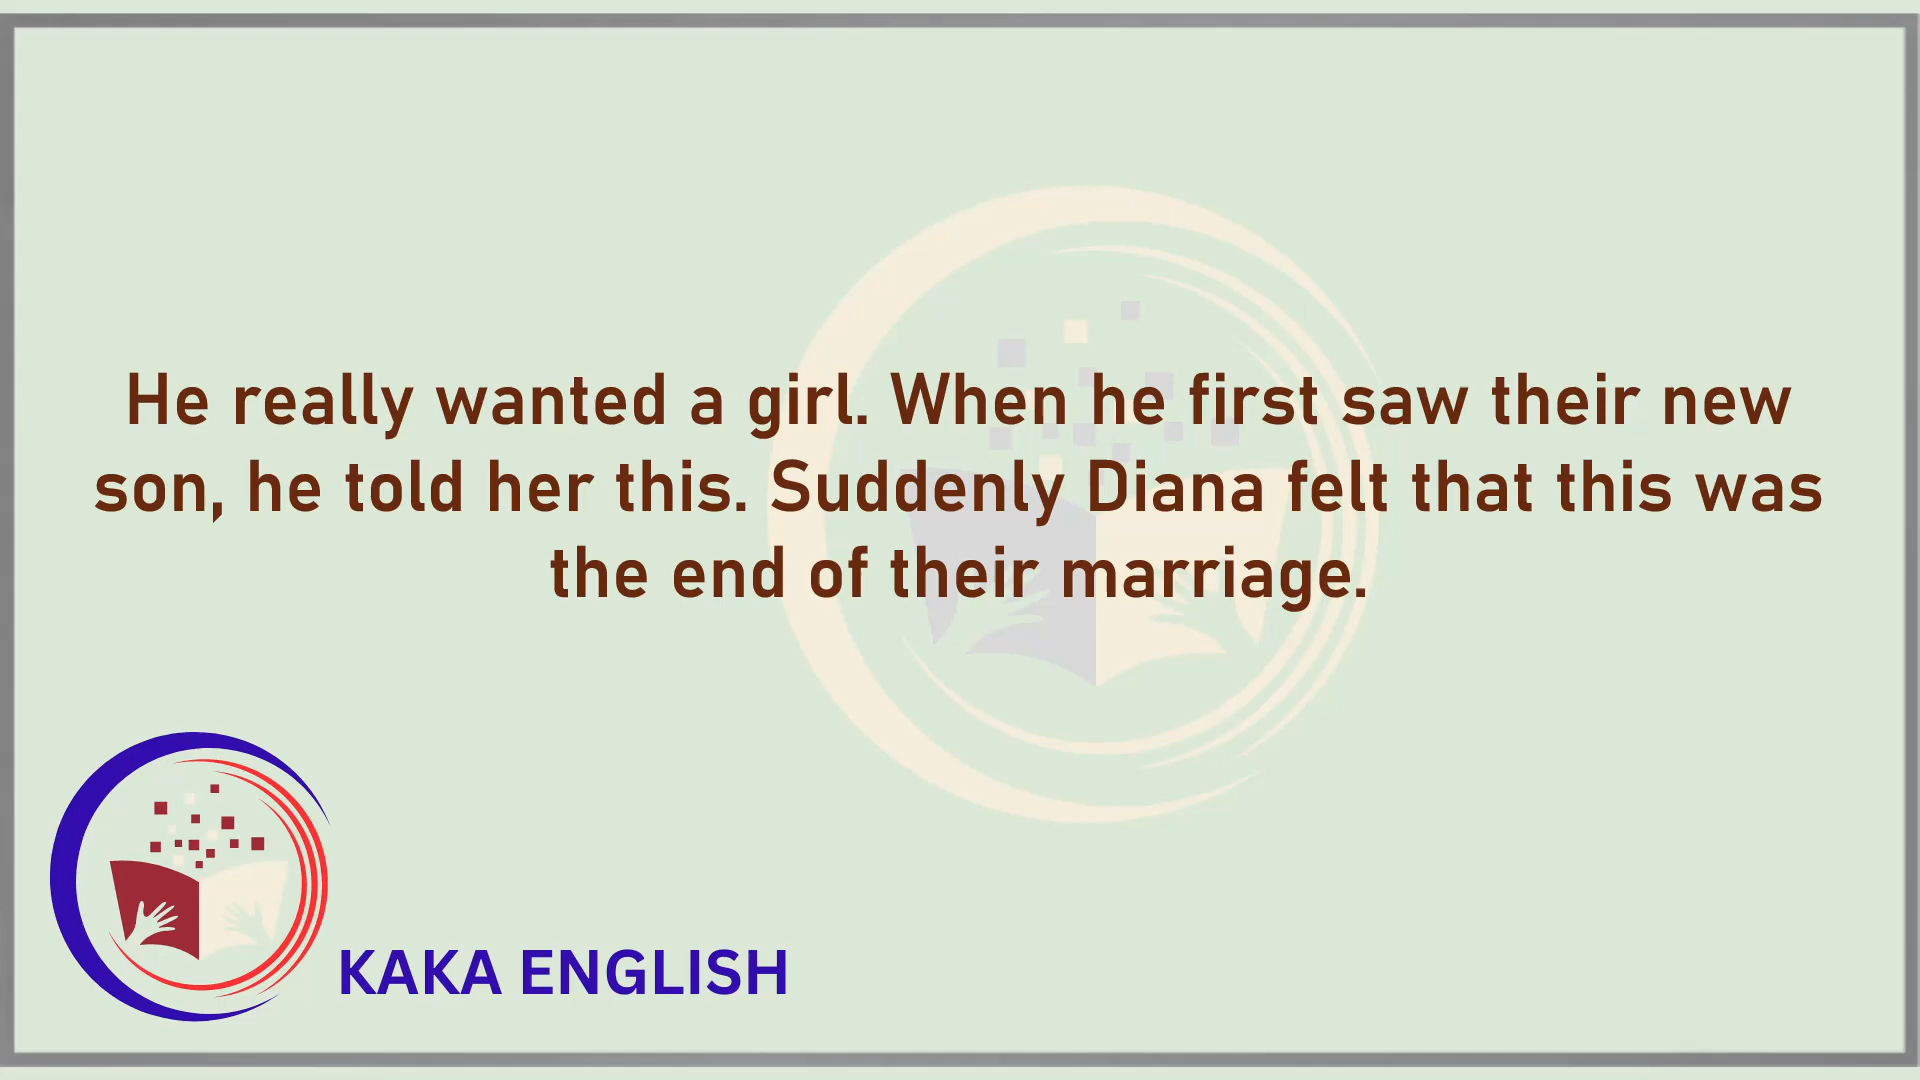 He really wanted a girl. When he first saw their new
son, he told her this. Suddenly Diana felt that this was
the end of their marriage.
KAKA ENGLISH